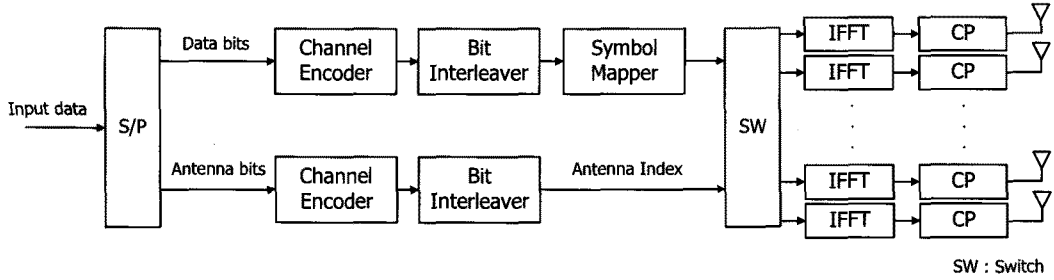 Input data
S/P
Data bits
Channel
Encoder
Bit
Interleaver
Symbol
Mapper
Antenna bits
Channel
Encoder
Bit
Interleaver
Antenna Index
SW
IFFT
CP
IFFT
CP
IFFT
CP
IFFT
CP
SW : Switch